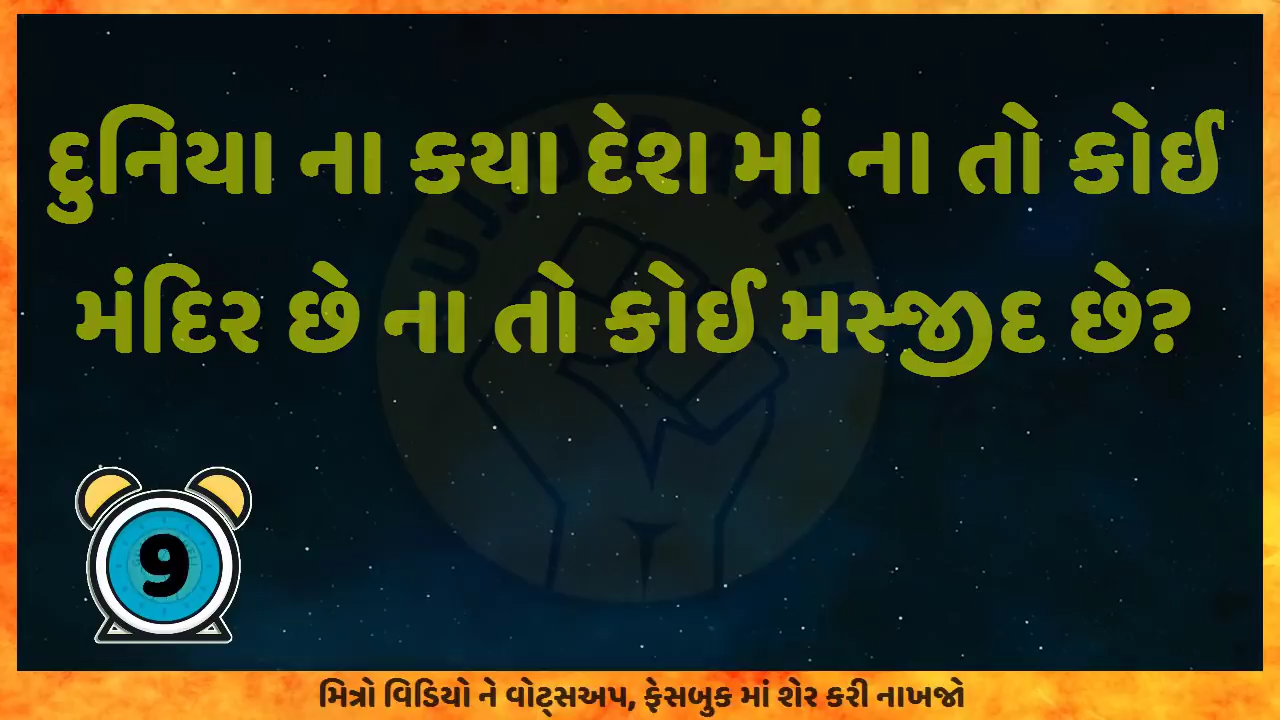 દુનિયા ના કયા દેશ માં ના તો કોઈ
મંદિર છે ના તો કોઈ મસ્જીદ છે?
9
મિત્રો વિડિયો ને વોટ્સઅપ, ફેસબુક માં શેર કરી નાખજો